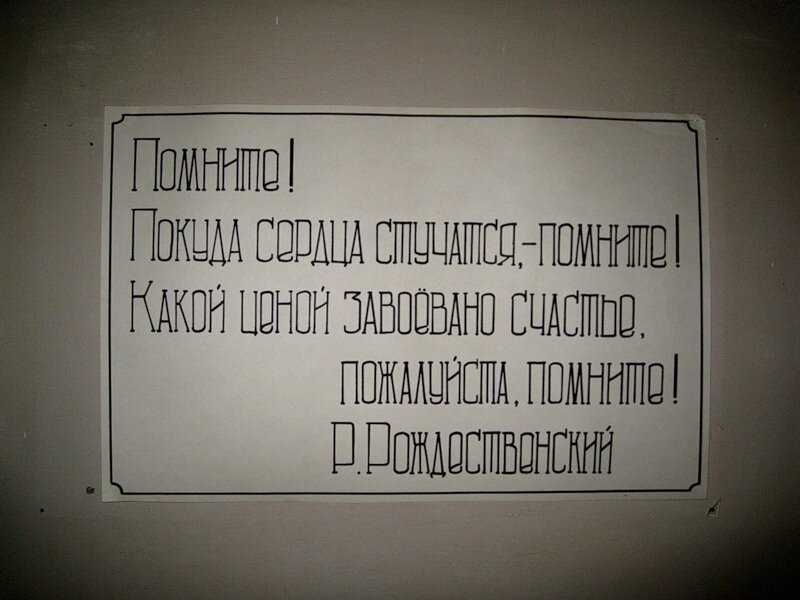 Помните!
Покуда сердца стучатся,-помните!
Какой ценой завоёвано счастье,
пожалуйста, помните!
Р. Рождественский